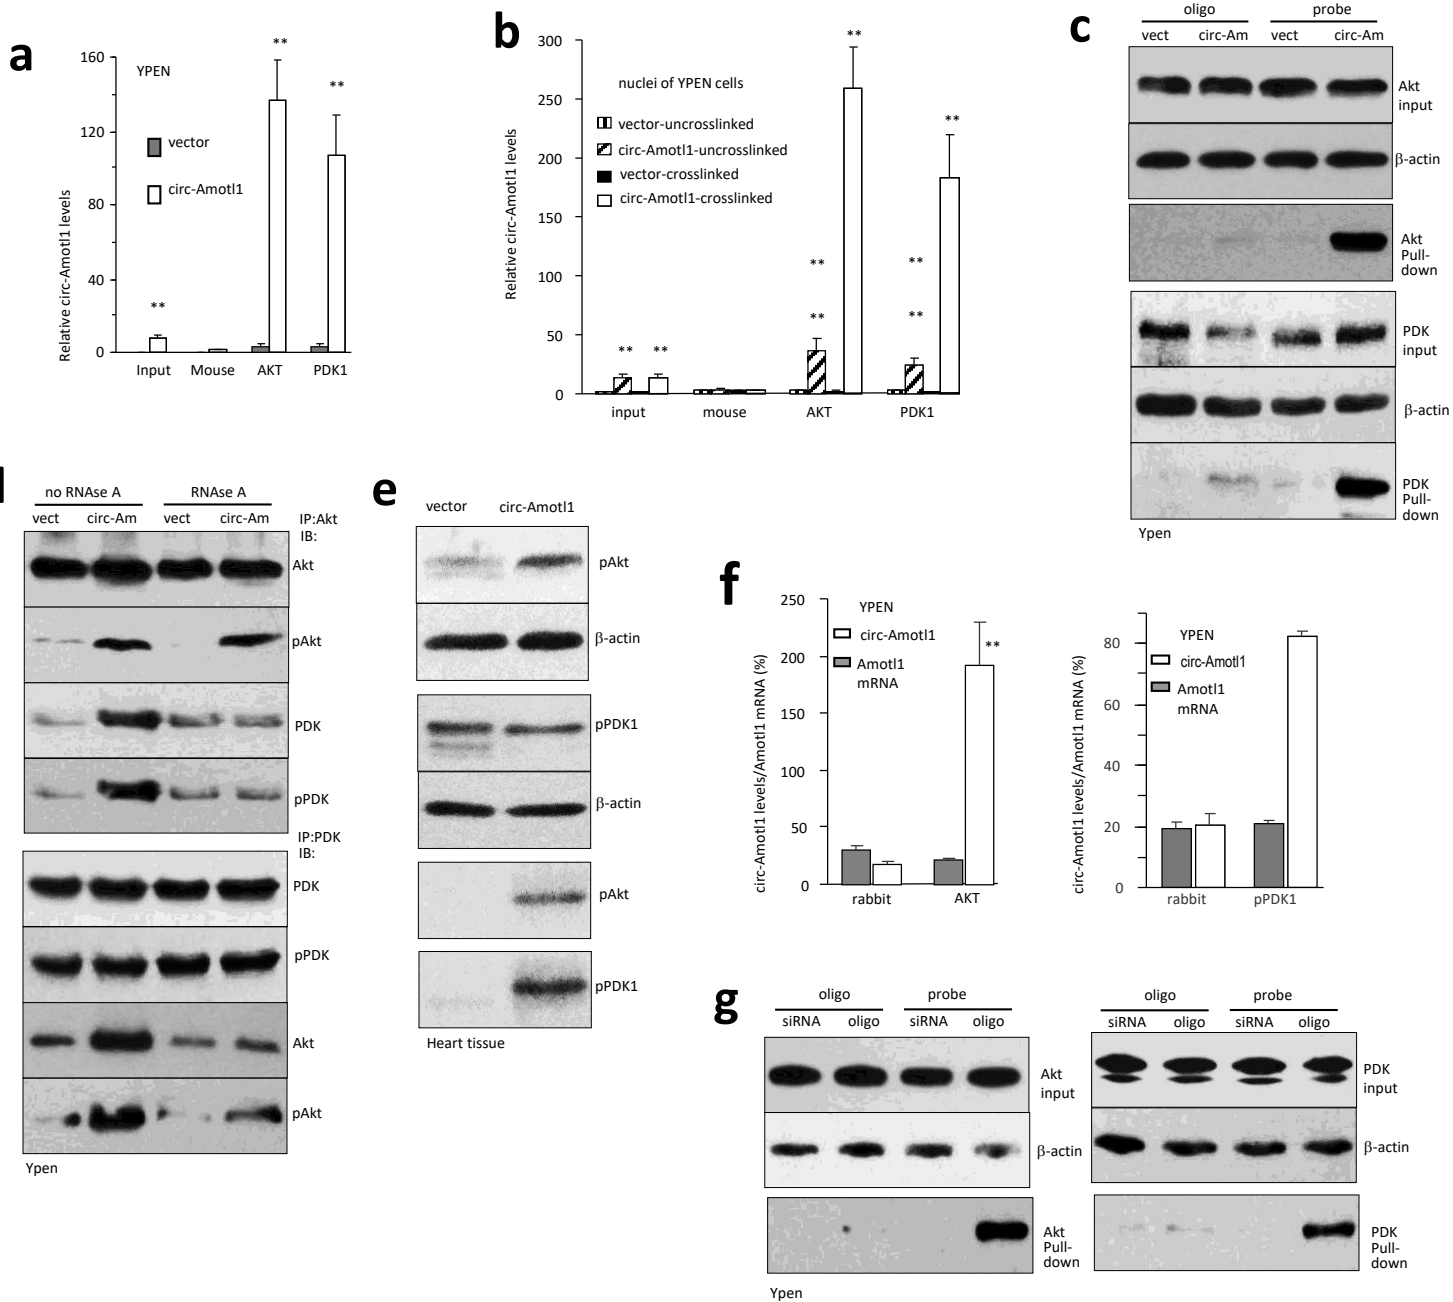 a
YPEN
vector
circ-Amotl1
Relative circ-Amotl1 levels
160
120
80
40
0
Input Mouse AKT PDK1
**
**
**
b
nuclei of YPEN cells
vector-uncrosslinked
circ-Amotl1-uncrosslinked
vector-crosslinked
circ-Amotl1-crosslinked
Relative circ-Amotl1 levels
300
250
200
150
100
50
0
input mouse AKT PDK1
** **
**
**
**
**
**
**
c
oligo probe
vect circ-Am vect circ-Am
Akt
input
β-actin
Akt
Pull-
down
PDK
input
β-actin
PDK
Pull-
down
Ypen
no RNAse A RNAse A
vect circ-Am vect circ-Am
IP:Akt
IB:
Akt
pAkt
PDK
pPDK
IP:PDK
IB:
PDK
pPDK
Akt
pAkt
Ypen
e
vector circ-Amotl1
pAkt
β-actin
pPDK1
β-actin
pAkt
pPDK1
Heart tissue
f
YPEN
circ-Amotl1
Amotl1
mRNA
circ-Amotl1 levels/Amotl1 mRNA (%)
250
200
150
100
50
0
rabbit AKT
**
YPEN
circ-Amotl1
Amotl1
mRNA
circ-Amotl1 levels/Amotl1 mRNA (%)
80
60
40
20
0
rabbit pPDK1
g
oligo probe
siRNA oligo siRNA oligo
Akt
input
β-actin
Akt
Pull-
down
Ypen
oligo probe
siRNA oligo siRNA oligo
PDK
input
β-actin
PDK
Pull-
down